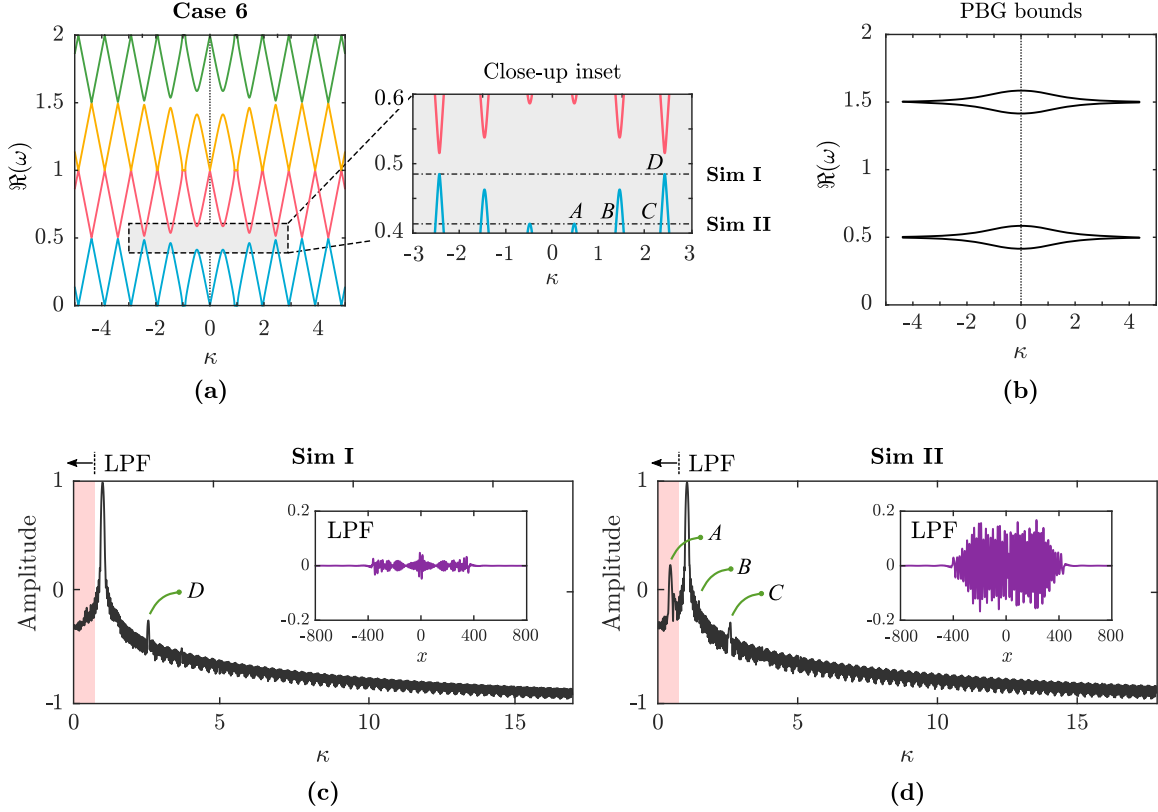 Case 6
2
1.5
1
0.5
0
ℜ(ω)
-4 -2 0 2 4
κ
(a)
Close-up inset
0.6
0.5
0.4
A B C D
-3 -2 -1 0 1 2 3
κ
Sim I
Sim II
PBG bounds
2
1.5
1
0.5
0
ℜ(ω)
-4 -2 0 2 4
κ
(b)
LPF
Sim I
1
0
-1
Amplitude
D
LPF
0.2
0
-0.2
-800 -400 0 400 800
x
0 5 10 15
κ
(c)
LPF
Sim II
1
0
-1
Amplitude
A
B
C
LPF
0.2
0
-0.2
-800 -400 0 400 800
x
0 5 10 15
κ
(d)